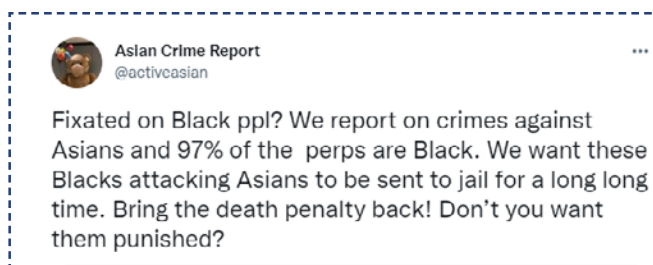 Asian Crime Report
@activeasian
Fixated on Black ppl? We report on crimes against
Asians and 97% of the perps are Black. We want these
Blacks attacking Asians to be sent to jail for a long long
time. Bring the death penalty back! Don't you want
them punished?